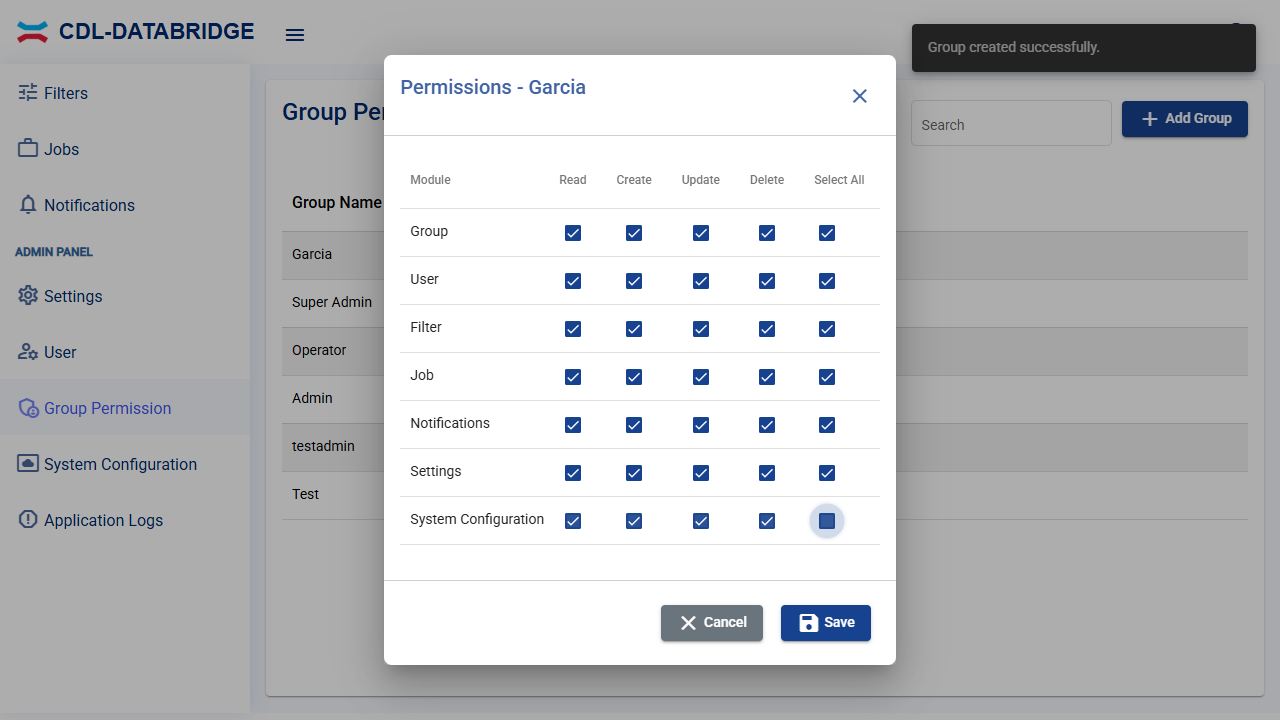 CDL-DATABRIDGE
Group created successfully.
Filters
Jobs
Notifications
ADMIN PANEL
Settings
User
Group Permission
System Configuration
Application Logs
Group Per
Search
Add Group
Group Name
Garcia
Super Admin
Operator
Admin
testadmin
Test
Permissions - Garcia
Module Read Create Update Delete Select All
Group
User
Filter
Job
Notifications
Settings
System Configuration
Cancel
Save